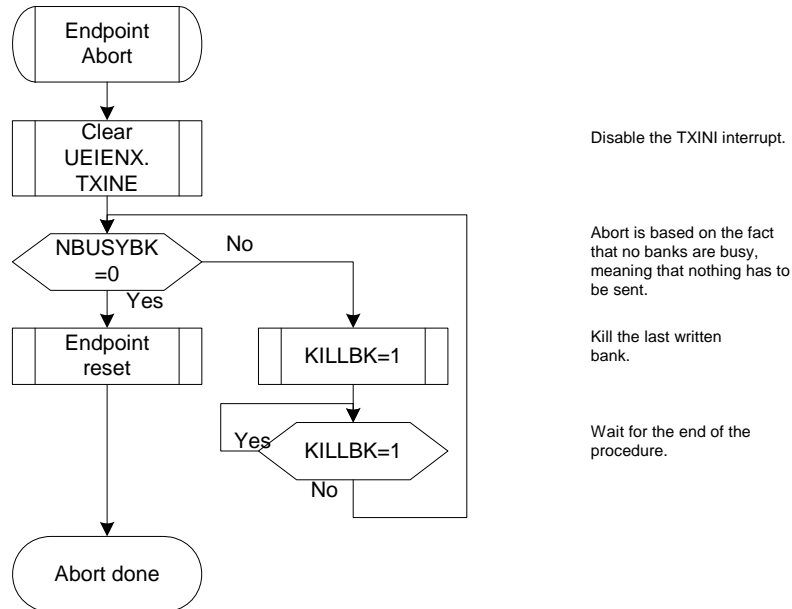 Endpoint
Abort
Clear
UEIENX.
TXINE
Disable the TXINI interrupt.
NBUSYBK
=0
No
Yes
Abort is based on the fact
that no banks are busy,
meaning that nothing has to
be sent.
Endpoint
reset
KILLBK=1
Kill the last written
bank.
Yes
KILLBK=1
No
Wait for the end of the
procedure.
Abort done